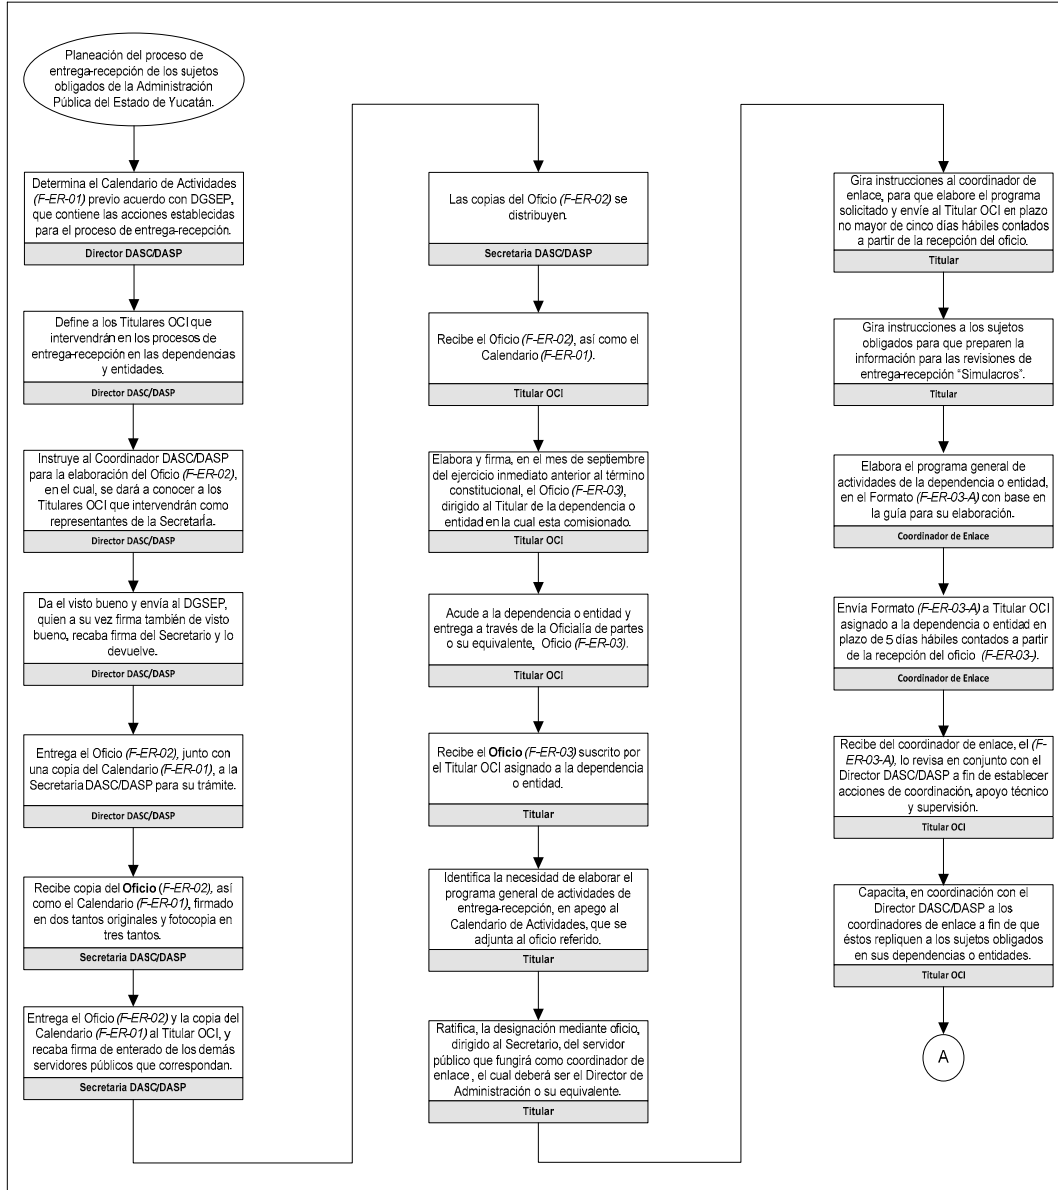 Planeación del proceso de
entrega-recepción de los sujetos
obligados de la Administración
Pública del Estado de Yucatán.
Determina el Calendario de Actividades
(F-ER-01) previo acuerdo con DGSEP,
que contiene las acciones establecidas
para el proceso de entrega-recepción.
Director DASC/DASP
Define a los Titulares OCI que
intervendrán en los procesos de
entrega-recepción en las dependencias
y entidades.
Director DASC/DASP
Instruye al Coordinador DASC/DASP
para la elaboración del Oficio (F-ER-02),
en el cual, se dará a conocer a los
Titulares OCI que intervendrán como
representantes de la Secretaría.
Director DASC/DASP
Da el visto bueno y envía al DGSEP,
quien a su vez firma también de visto
bueno, recaba firma del Secretario y lo
devuelve.
Director DASC/DASP
Entrega el Oficio (F-ER-02), junto con
una copia del Calendario (F-ER-01), a la
Secretaria DASC/DASP para su trámite.
Director DASC/DASP
Recibe copia del Oficio (F-ER-02), así
como el Calendario (F-ER-01), firmado
en dos tantos originales y fotocopia en
tres tantos.
Secretaria DASC/DASP
Entrega el Oficio (F-ER-02) y la copia del
Calendario (F-ER-01) al Titular OCI, y
recaba firma de enterado de los demás
servidores públicos que correspondan.
Secretaria DASC/DASP
Las copias del Oficio (F-ER-02) se
distribuyen.
Secretaria DASC/DASP
Recibe el Oficio (F-ER-02), así como el
Calendario (F-ER-01).
Titular OCI
Elabora y firma, en el mes de septiembre
del ejercicio inmediato anterior al término
constitucional, el Oficio (F-ER-03),
dirigido al Titular de la dependencia o
entidad en la cual esta comisionado.
Titular OCI
Acude a la dependencia o entidad y
entrega a través de la Oficialía de partes
o su equivalente, Oficio (F-ER-03).
Titular OCI
Recibe el Oficio (F-ER-03) suscrito por
el Titular OCI asignado a la dependencia
o entidad.
Titular
Identifica la necesidad de elaborar el
programa general de actividades de
entrega-recepción, en apego al
Calendario de Actividades, que se
adjunta al oficio referido.
Titular
Ratifica, la designación mediante oficio,
dirigido al Secretario, del servidor
público que fungirá como coordinador de
enlace, el cual deberá ser el Director de
Administración o su equivalente.
Titular
Gira instrucciones al coordinador de
enlace, para que elabore el programa
solicitado y envíe al Titular OCI en plazo
no mayor de cinco días hábiles contados
a partir de la recepción del oficio.
Titular
Gira instrucciones a los sujetos
obligados para que preparen la
información para las revisiones de
entrega-recepción "Simulacros".
Titular
Elabora el programa general de
actividades de la dependencia o entidad,
en el Formato (F-ER-03-A) con base en
la guía para su elaboración.
Coordinador de Enlace
Envía Formato (F-ER-03-A) a Titular OCI
asignado a la dependencia o entidad en
plazo de 5 días hábiles contados a partir
de la recepción del oficio (F-ER-03-).
Coordinador de Enlace
Recibe del coordinador de enlace, el (F-
ER-03-A), lo revisa en conjunto con el
Director DASC/DASP a fin de establecer
acciones de coordinación, apoyo técnico
y supervisión.
Titular OCI
Capacita, en coordinación con el
Director DASC/DASP a los
coordinadores de enlace a fin de que
éstos repliquen a los sujetos obligados
en sus dependencias o entidades.
Titular OCI
A